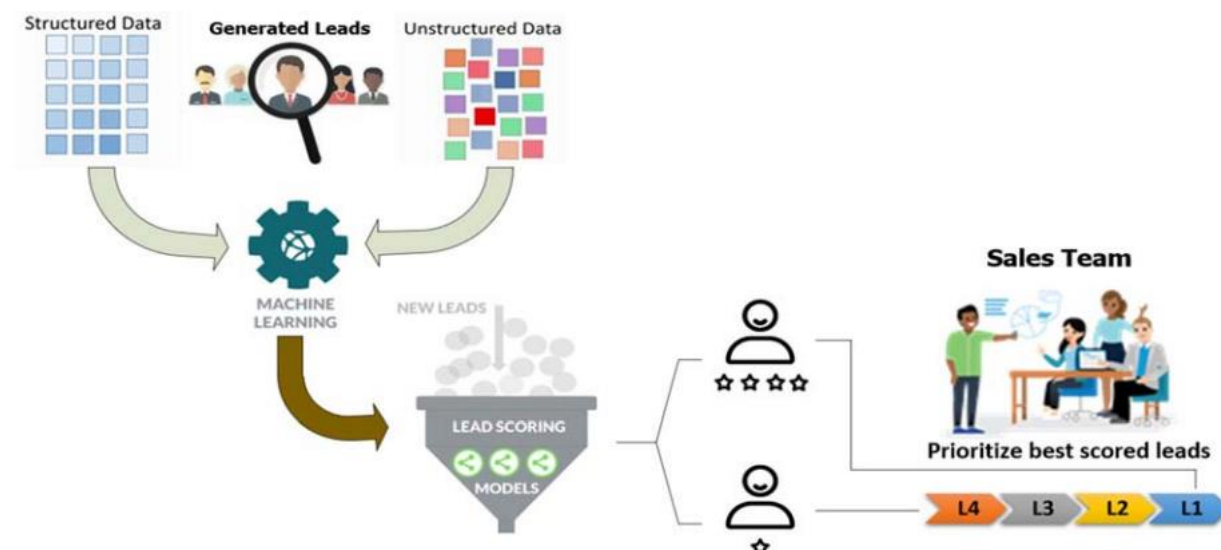 Structured Data
Generated Leads
Unstructured Data
MACHINE
LEARNING
NEW LEADS
LEAD SCORING
MODELS
Sales Team
Prioritize best scored leads
L4 L3 L2 L1